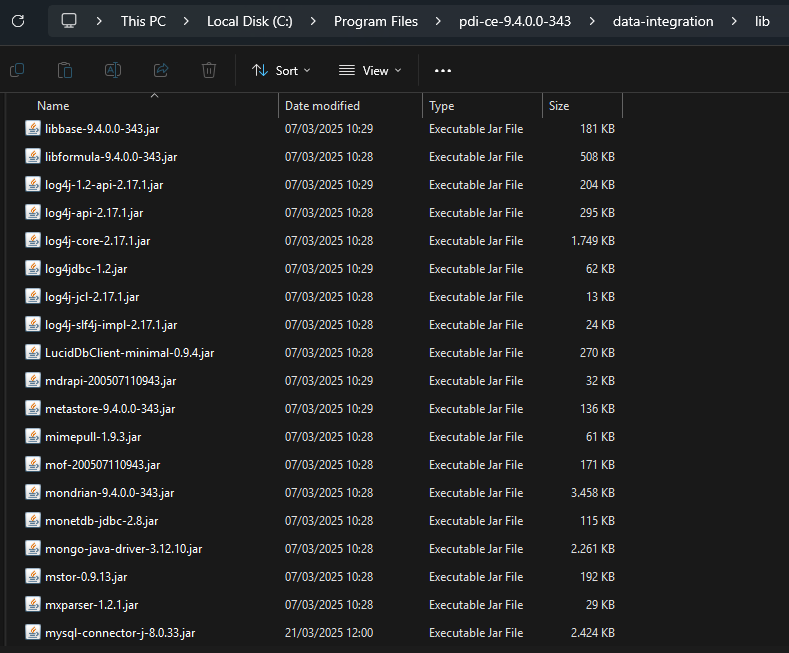 This PC > Local Disk (C:) > Program Files > pdi-ce-9.4.0.0-343 > data-integration > lib
Sort View
Name Date modified Type Size
libbase-9.4.0.0-343.jar 07/03/2025 10:29 Executable Jar File 181 KB
libformula-9.4.0.0-343.jar 07/03/2025 10:28 Executable Jar File 508 KB
log4j-1.2-api-2.17.1.jar 07/03/2025 10:29 Executable Jar File 204 KB
log4j-api-2.17.1.jar 07/03/2025 10:28 Executable Jar File 295 KB
log4j-core-2.17.1.jar 07/03/2025 10:28 Executable Jar File 1.749 KB
log4jdbc-1.2.jar 07/03/2025 10:29 Executable Jar File 62 KB
log4j-jcl-2.17.1.jar 07/03/2025 10:28 Executable Jar File 13 KB
log4j-slf4j-impl-2.17.1.jar 07/03/2025 10:28 Executable Jar File 24 KB
LucidDbClient-minimal-0.9.4.jar 07/03/2025 10:28 Executable Jar File 270 KB
mdrapi-200507110943.jar 07/03/2025 10:29 Executable Jar File 32 KB
metastore-9.4.0.0-343.jar 07/03/2025 10:29 Executable Jar File 136 KB
mimepull-1.9.3.jar 07/03/2025 10:28 Executable Jar File 61 KB
mof-200507110943.jar 07/03/2025 10:28 Executable Jar File 171 KB
mondrian-9.4.0.0-343.jar 07/03/2025 10:28 Executable Jar File 3.458 KB
monetdb-jdbc-2.8.jar 07/03/2025 10:28 Executable Jar File 115 KB
mongo-java-driver-3.12.10.jar 07/03/2025 10:28 Executable Jar File 2.261 KB
mstor-0.9.13.jar 07/03/2025 10:28 Executable Jar File 192 KB
mxparser-1.2.1.jar 07/03/2025 10:28 Executable Jar File 29 KB
mysql-connector-j-8.0.33.jar 21/03/2025 12:00 Executable Jar File 2.424 KB